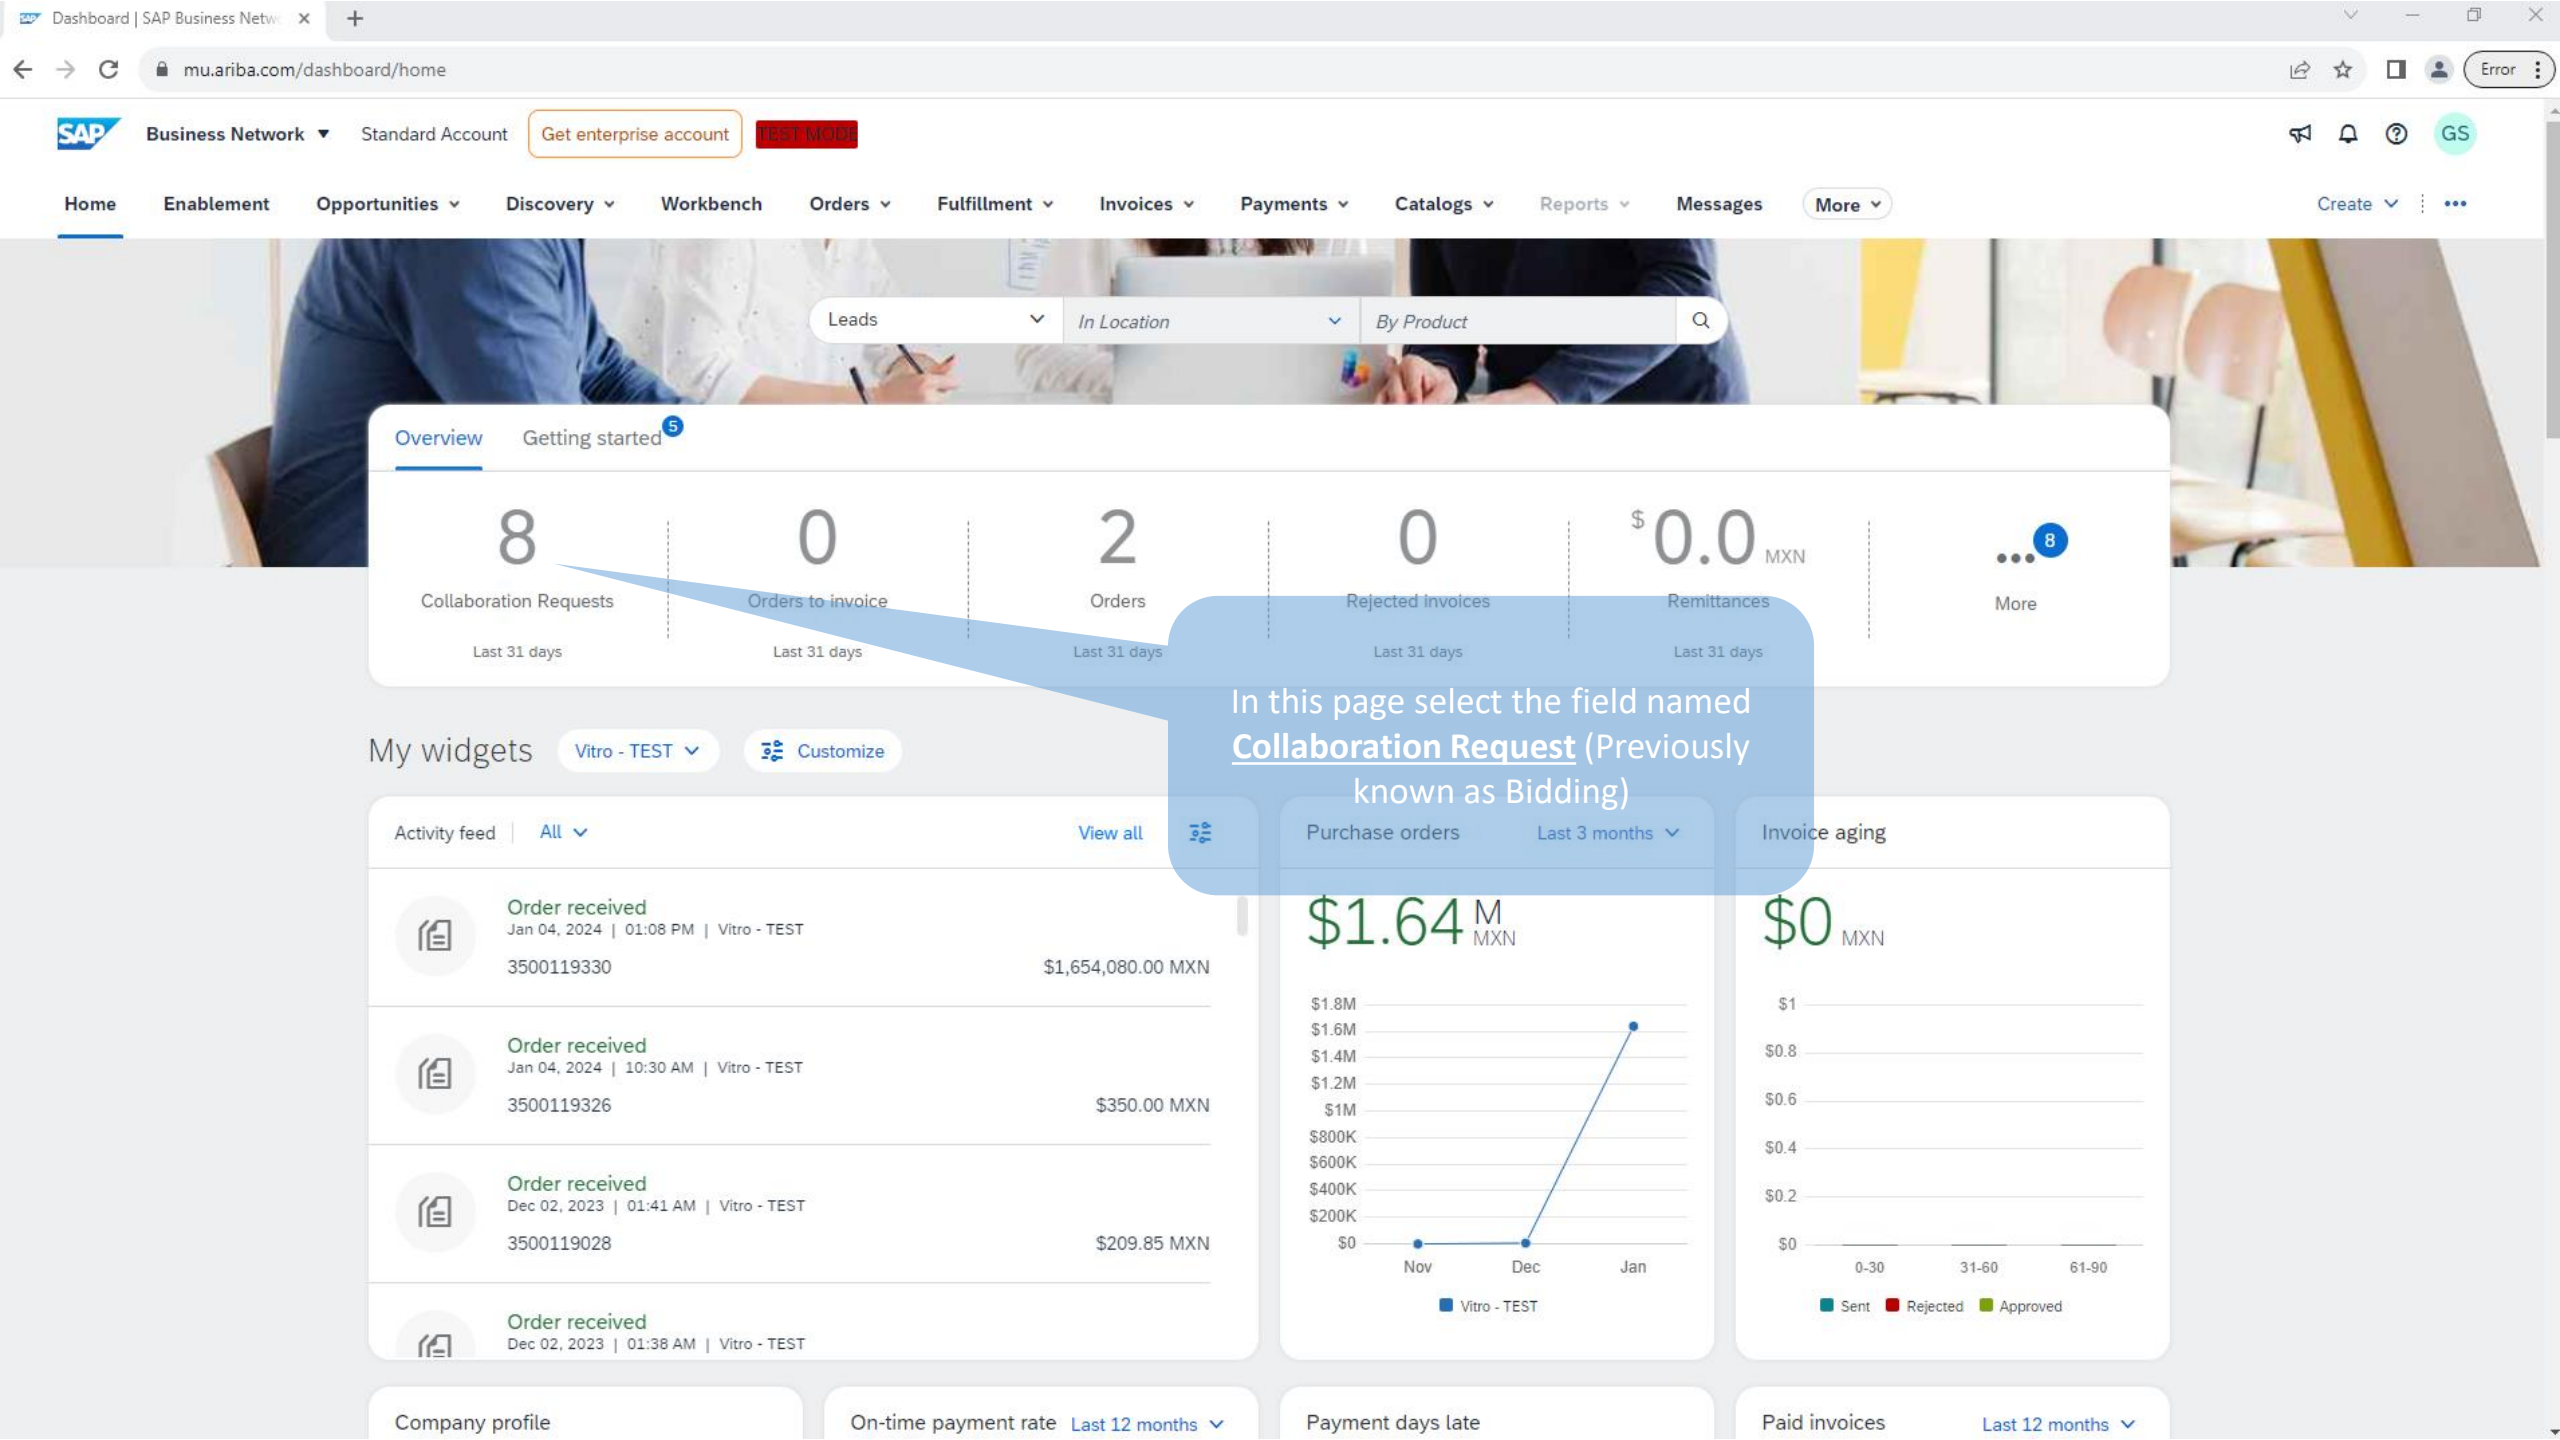 Dashboard | SAP Business Netw
mu.ariba.com/dashboard/home
Error
SAP Business Network Standard Account Get enterprise account TEST MODE GS
Home Enablement Opportunities Discovery Workbench Orders Fulfillment Invoices Payments Catalogs Reports Messages More Create
Leads In Location By Product
Overview Getting started 5
8 0 2 0 $0.0 MXN 8
Collaboration Requests Orders to invoice Orders Rejected invoices Remittances More
Last 31 days Last 31 days Last 31 days Last 31 days Last 31 days
In this page select the field named
Collaboration Request (Previously
known as Bidding)
My widgets Vitro - TEST Customize
Activity feed All View all
Order received
Jan 04, 2024 | 01:08 PM | Vitro - TEST
3500119330 $1,654,080.00 MXN
Order received
Jan 04, 2024 | 10:30 AM | Vitro - TEST
3500119326 $350.00 MXN
Order received
Dec 02, 2023 | 01:41 AM | Vitro - TEST
3500119028 $209.85 MXN
Order received
Dec 02, 2023 | 01:38 AM | Vitro - TEST
Purchase orders Last 3 months
$1.64 M MXN
$1.8M
$1.6M
$1.4M
$1.2M
$1M
$800K
$600K
$400K
$200K
$0
Nov Dec Jan
Vitro - TEST
Invoice aging
$0 MXN
$1
$0.8
$0.6
$0.4
$0.2
$0
0-30 31-60 61-90
Sent Rejected Approved
Company profile
On-time payment rate Last 12 months
Payment days late
Paid invoices Last 12 months